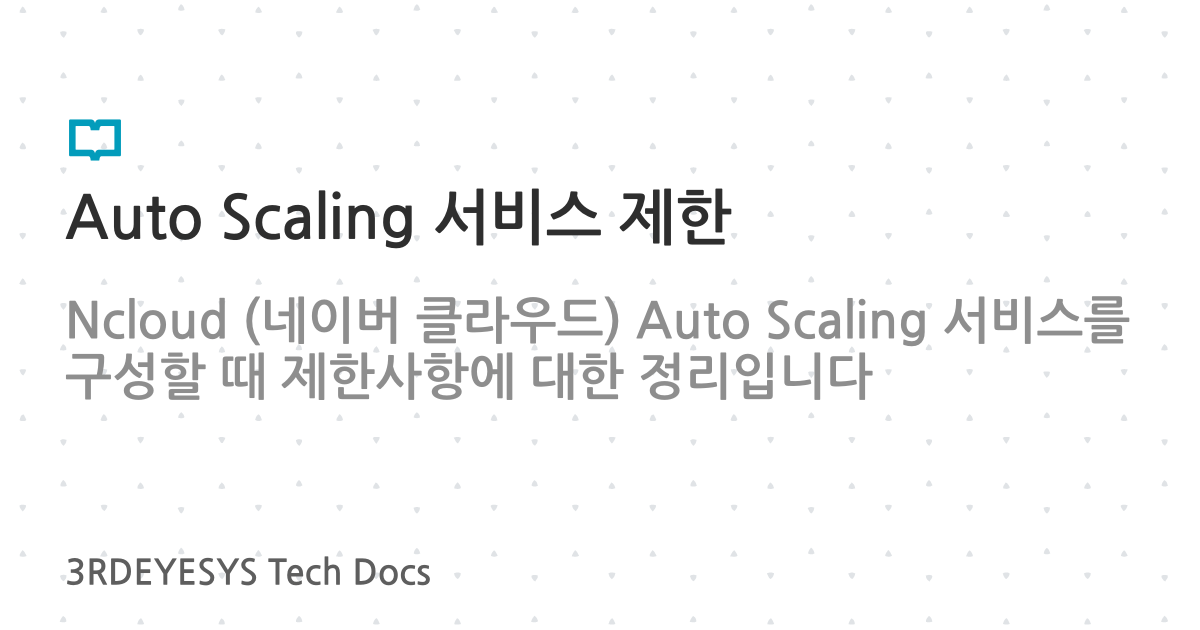 Auto Scaling 서비스 제한
Ncloud (네이버 클라우드) Auto Scaling 서비스를
구성할 때 제한사항에 대한 정리입니다
3RDEYESYS Tech Docs